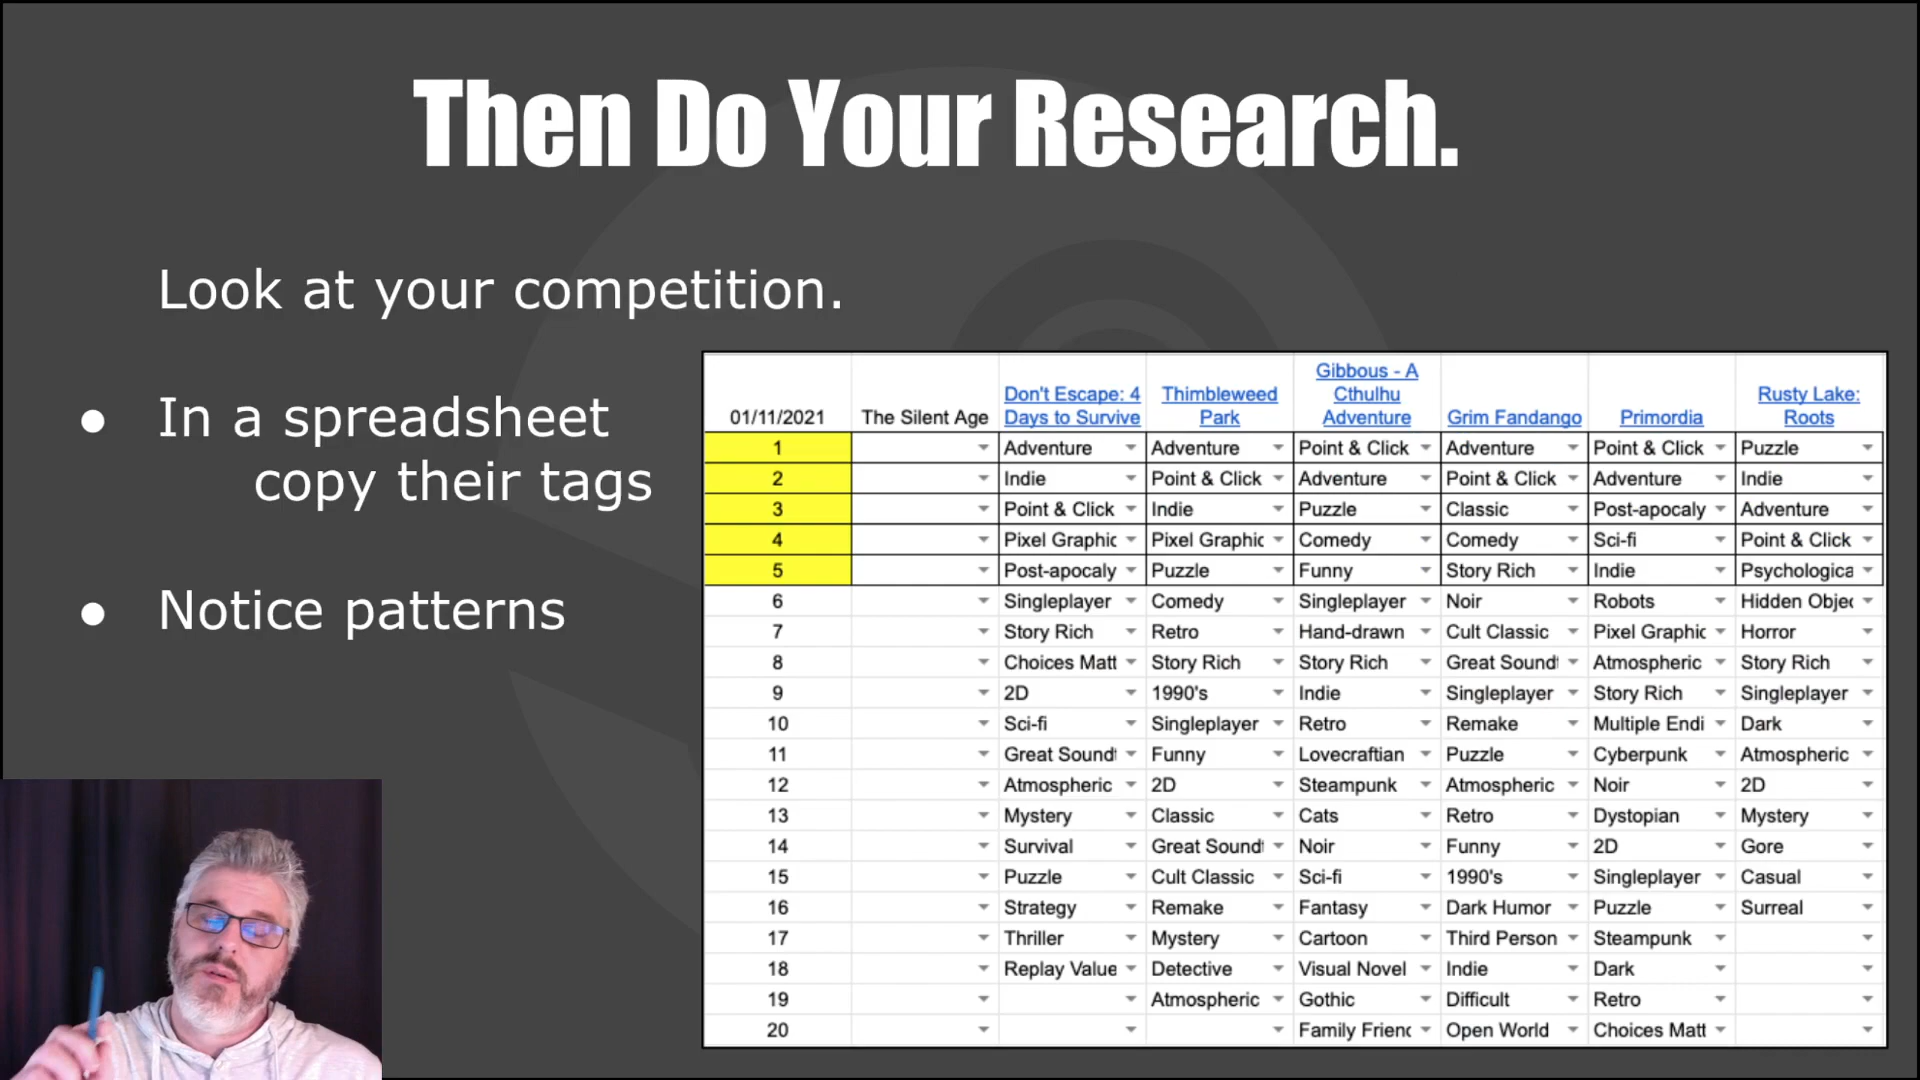 Then Do Your Research.
Look at your competition.
● In a spreadsheet
copy their tags
● Notice patterns
01/11/2021 The Silent Age Don't Escape: 4 Days to Survive Thimbleweed Park Gibbous - A Cthulhu Adventure Grim Fandango Primordia Rusty Lake: Roots
1 Adventure Adventure Point & Click Adventure Point & Click Puzzle
2 Indie Point & Click Adventure Point & Click Adventure Indie
3 Point & Click Indie Puzzle Classic Post-apocaly Adventure
4 Pixel Graphic Pixel Graphic Comedy Comedy Sci-fi Point & Click
5 Post-apocaly Puzzle Funny Story Rich Indie Psychologica
6 Singleplayer Comedy Singleplayer Noir Robots Hidden Objec
7 Story Rich Retro Hand-drawn Cult Classic Pixel Graphic Horror
8 Choices Matt Story Rich Story Rich Great Sound Atmospheric Story Rich
9 2D 1990's Indie Singleplayer Story Rich Singleplayer
10 Sci-fi Singleplayer Retro Remake Multiple Endi Dark
11 Great Sound Funny Lovecraftian Puzzle Cyberpunk Atmospheric
12 Atmospheric 2D Steampunk Atmospheric Noir 2D
13 Mystery Classic Cats Retro Dystopian Mystery
14 Survival Great Sound Noir Funny 2D Gore
15 Puzzle Cult Classic Sci-fi 1990's Singleplayer Casual
16 Strategy Remake Fantasy Dark Humor Puzzle Surreal
17 Thriller Mystery Cartoon Third Person Steampunk
18 Replay Value Detective Visual Novel Indie Dark
19 Atmospheric Gothic Difficult Retro
20 Family Frienc Open World Choices Matt